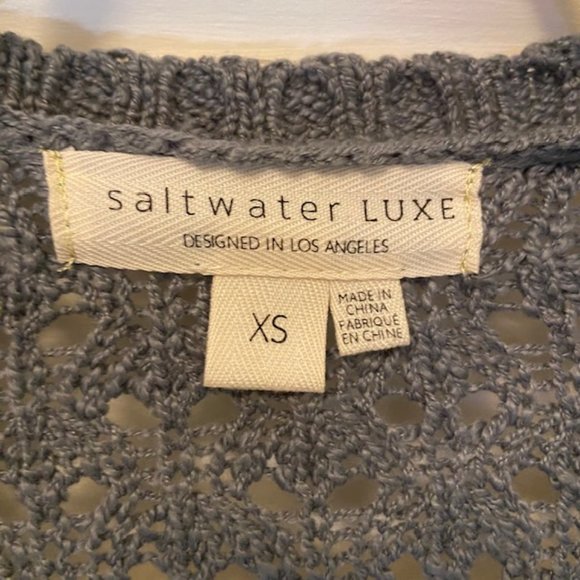 saltwater LUXE
DESIGNED IN LOS ANGELES
XS
MADE IN
CHINA
FABRIQUÉ
EN CHINE